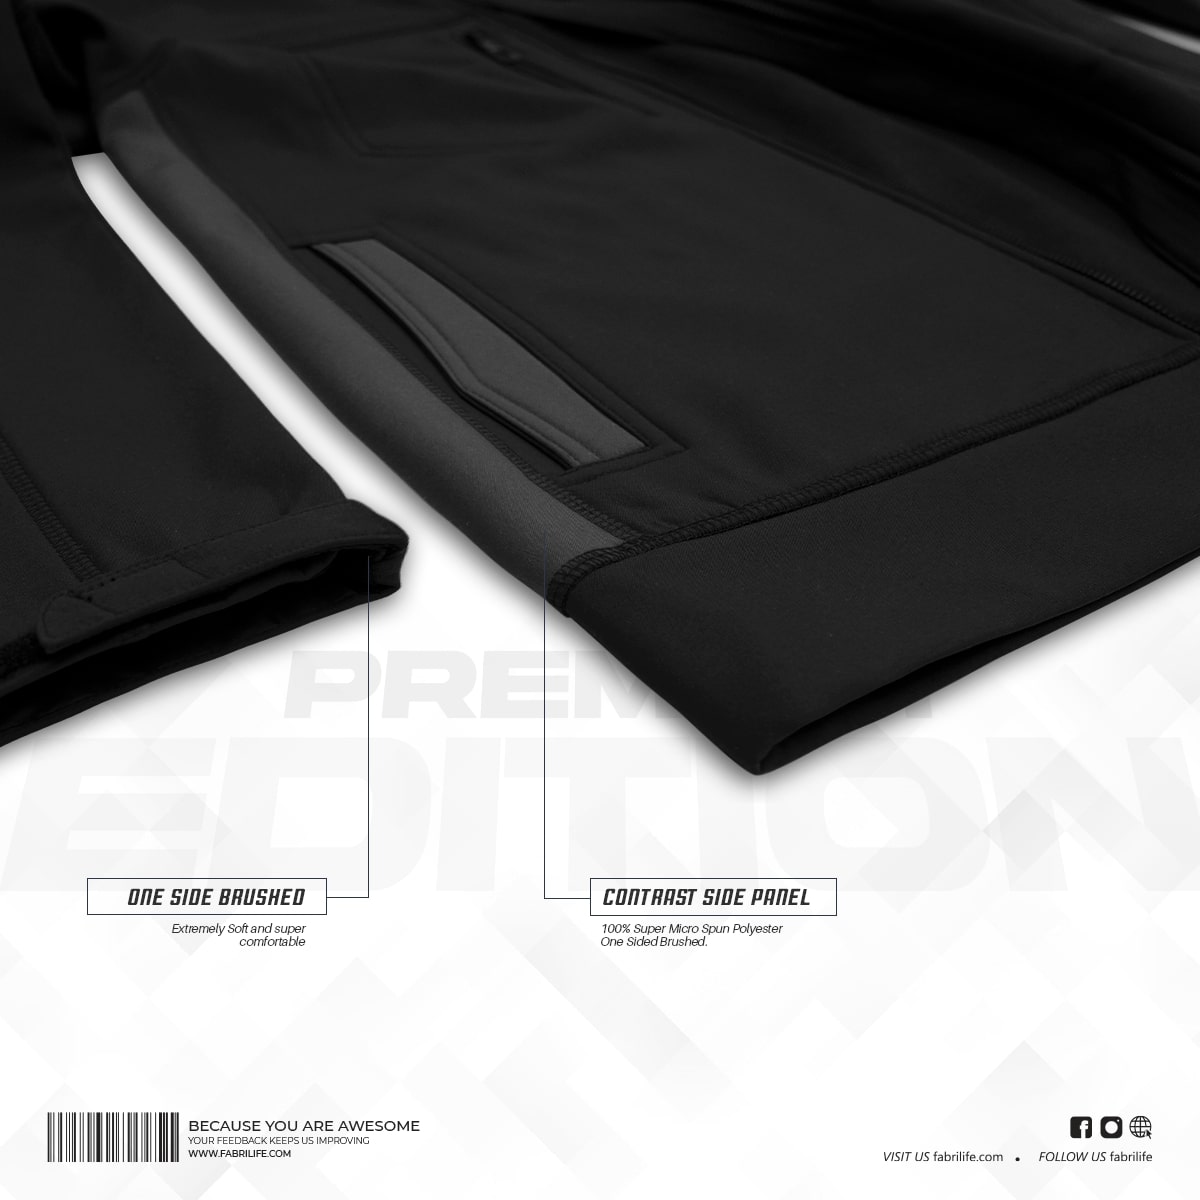 EDITION
ONE SIDE BRUSHED
Extremely Soft and super
comfortable
CONTRAST SIDE PANEL
100% Super Micro Spun Polyester
One Sided Brushed.
BECAUSE YOU ARE AWESOME
YOUR FEEDBACK KEEPS US IMPROVING
WWW.FABRILIFE.COM
VISIT US fabrilife.com • FOLLOW US fabrilife